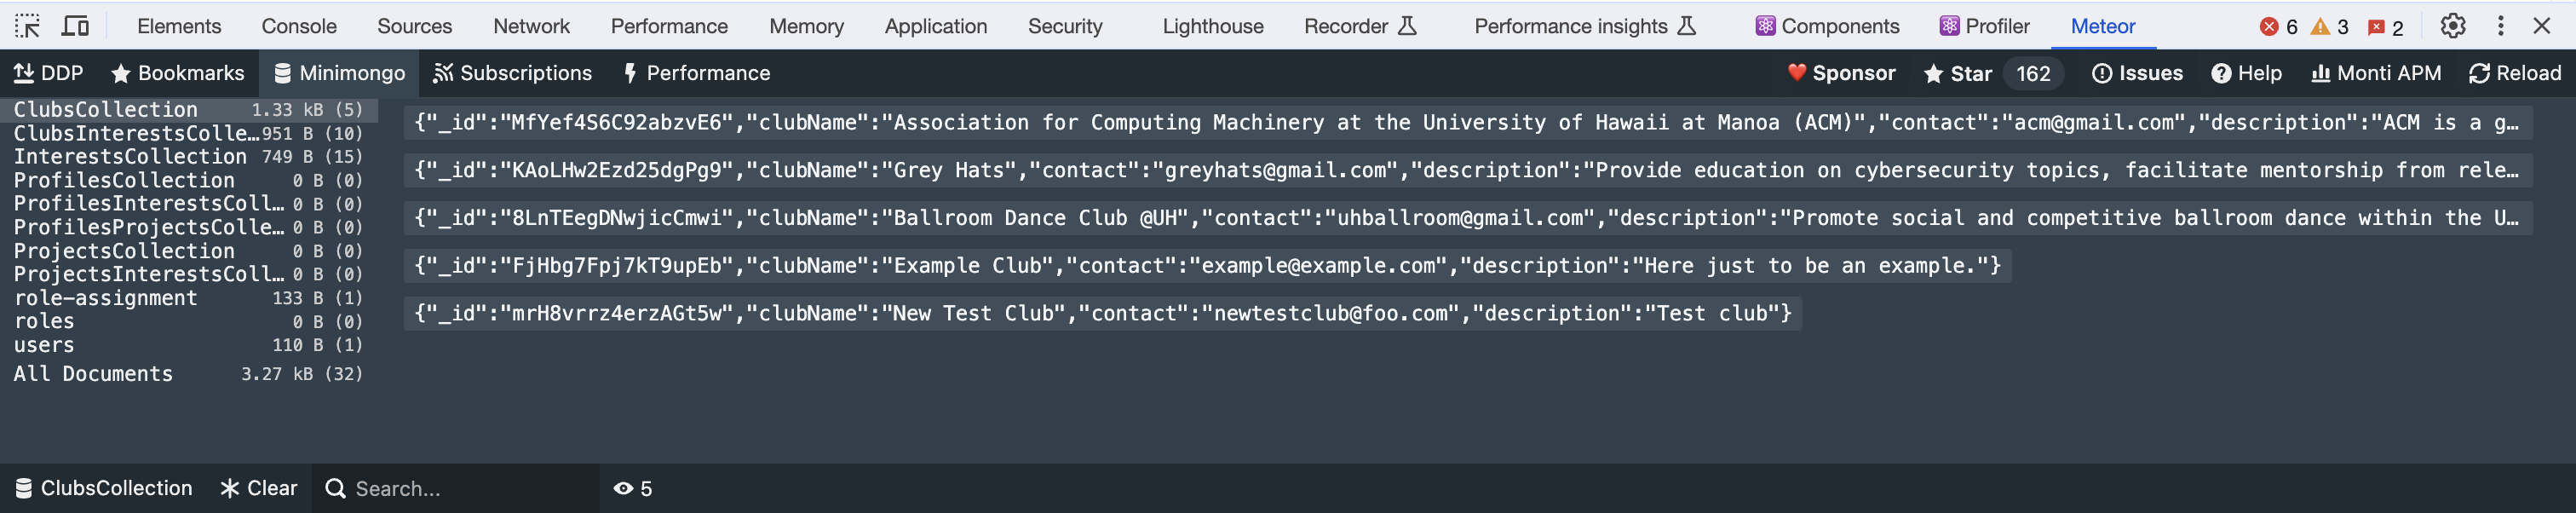 Elements Console Sources Network Performance Memory Application Security Lighthouse Recorder Performance insights Components Profiler Meteor 6 3 2
DDP Bookmarks Minimongo Subscriptions Performance Sponsor Star 162 Issues Help Monti APM Reload
ClubsCollection 1.33 kB (5)
ClubsInterestsColle…951 B (10)
InterestsCollection 749 B (15)
ProfilesCollection 0 B (0)
ProfilesInterestsColl… 0 B (0)
ProfilesProjectsColle… 0 B (0)
ProjectsCollection 0 B (0)
ProjectsInterestsColl… 0 B (0)
role-assignment 133 B (1)
roles 0 B (0)
users 110 B (1)
All Documents 3.27 kB (32)
{"_id":"MfYef4S6C92abzvE6","clubName":"Association for Computing Machinery at the University of Hawaii at Manoa (ACM)","contact":"acm@gmail.com","description":"ACM is a g…
{"_id":"KAoLHw2Ezd25dgPg9","clubName":"Grey Hats","contact":"greyhats@gmail.com","description":"Provide education on cybersecurity topics, facilitate mentorship from rele…
{"_id":"8LnTEegDNwjicCmwi","clubName":"Ballroom Dance Club @UH","contact":"uhballroom@gmail.com","description":"Promote social and competitive ballroom dance within the U…
{"_id":"FjHbg7Fpj7kT9upEb","clubName":"Example Club","contact":"example@example.com","description":"Here just to be an example."}
{"_id":"mrH8vrrz4erzAGt5w","clubName":"New Test Club","contact":"newtestclub@foo.com","description":"Test club"}
ClubsCollection Clear Search... 5